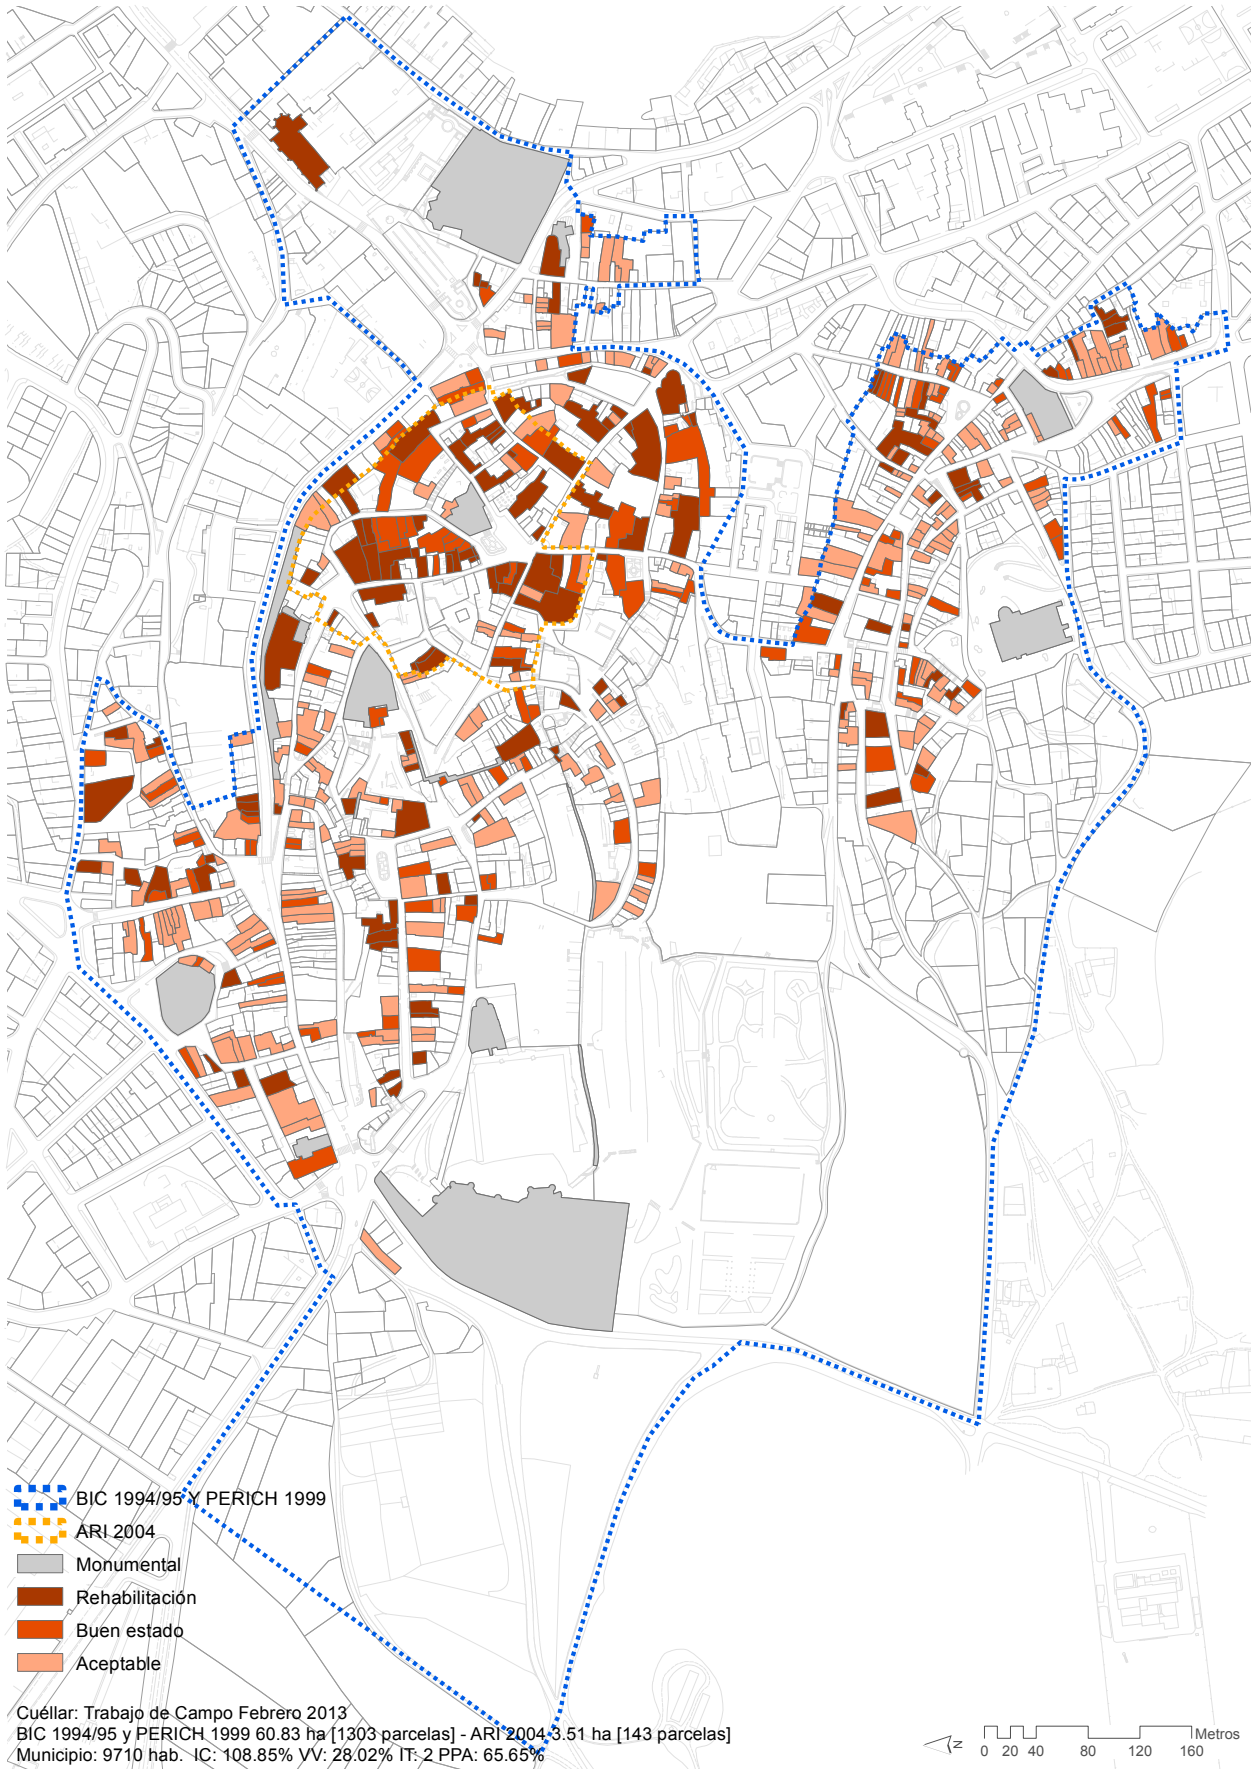 BIC 1994/95 Y PERICH 1999
ARI 2004
Monumental
Rehabilitación
Buen estado
Aceptable
Cuéllar: Trabajo de Campo Febrero 2013
BIC 1994/95 y PERICH 1999 60.83 ha [1303 parcelas] - ARI 2004 3.51 ha [143 parcelas]
Municipio: 9710 hab. IC: 108.85% VV: 28.02% IT: 2 PPA: 65.65%
N
Metros
0 20 40 80 120 160